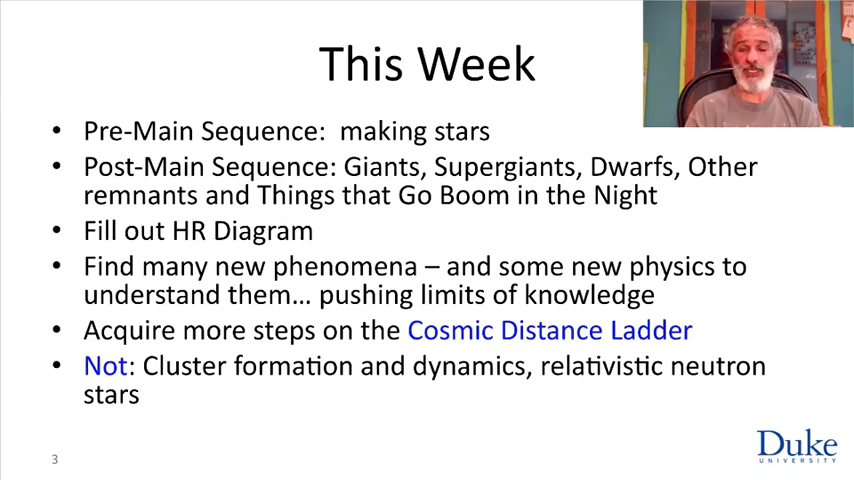 This Week
• Pre-Main Sequence:  making stars
• Post-Main Sequence: Giants, Supergiants, Dwarfs, Other
remnants and Things that Go Boom in the Night
• Fill out HR Diagram
• Find many new phenomena – and some new physics to
understand them... pushing limits of knowledge
• Acquire more steps on the Cosmic Distance Ladder
• Not: Cluster formation and dynamics, relativistic neutron
stars
3
Duke
UNIVERSITY